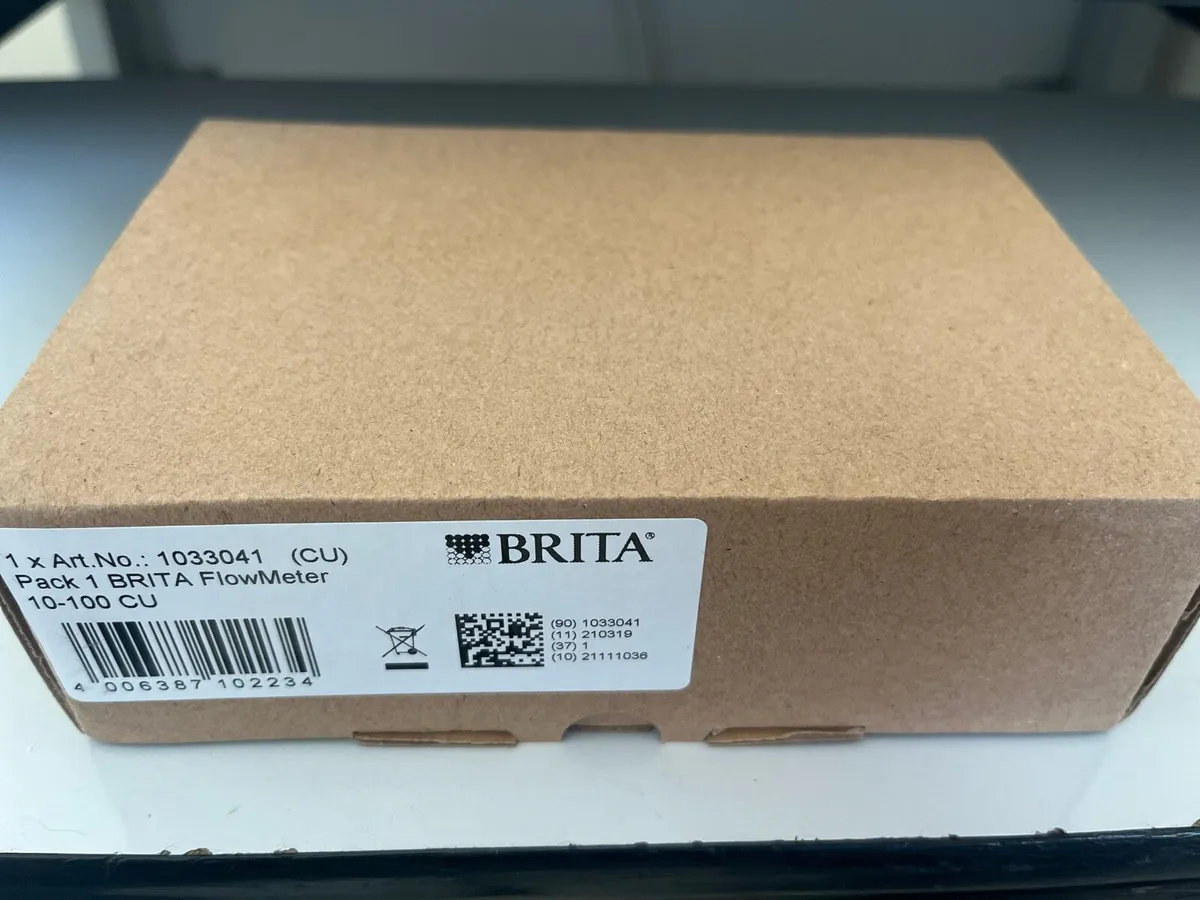 1 x Art.No.: 1033041 (CU)
Pack 1 BRITA FlowMeter
10-100 CU
4 006387 102234
BRITA®
(90) 1033041
(11) 210319
(37) 1
(10) 21111036